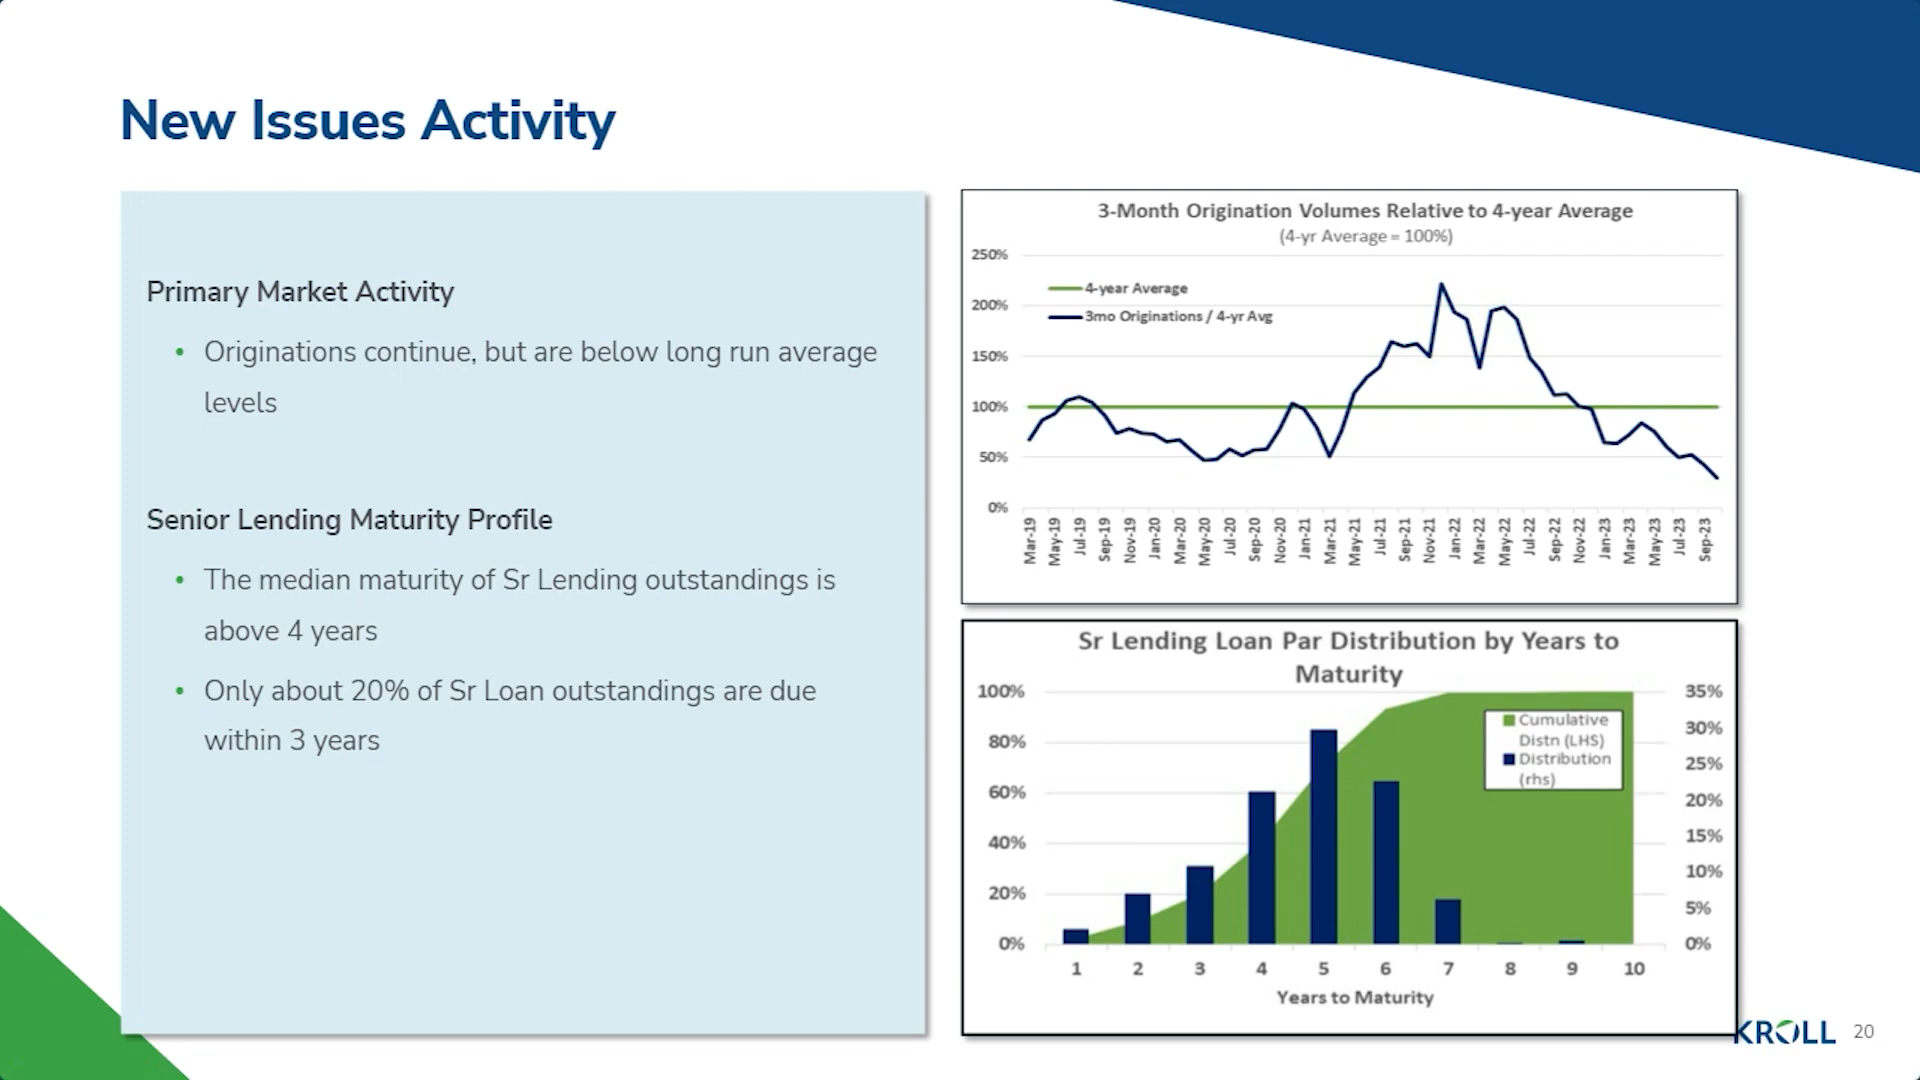 New Issues Activity
Primary Market Activity
• Originations continue, but are below long run average
levels
Senior Lending Maturity Profile
• The median maturity of Sr Lending outstandings is
above 4 years
• Only about 20% of Sr Loan outstandings are due
within 3 years
3-Month Origination Volumes Relative to 4-year Average
(4-yr Average = 100%)
250%
200%
150%
100%
50%
0%
4-year Average
3mo Originations / 4-yr Avg
Mar-19 May-19 Jul-19 Sep-19 Nov-19 Jan-20 Mar-20 May-20 Jul-20 Sep-20 Nov-20 Jan-21 Mar-21 May-21 Jul-21 Sep-21 Nov-21 Jan-22 Mar-22 May-22 Jul-22 Sep-22 Nov-22 Jan-23 Mar-23 May-23 Jul-23 Sep-23
Sr Lending Loan Par Distribution by Years to
Maturity
100%
80%
60%
40%
20%
0%
Cumulative
Distn (LHS)
Distribution
(rhs)
35%
30%
25%
20%
15%
10%
5%
0%
1 2 3 4 5 6 7 8 9 10
Years to Maturity
KROLL 20